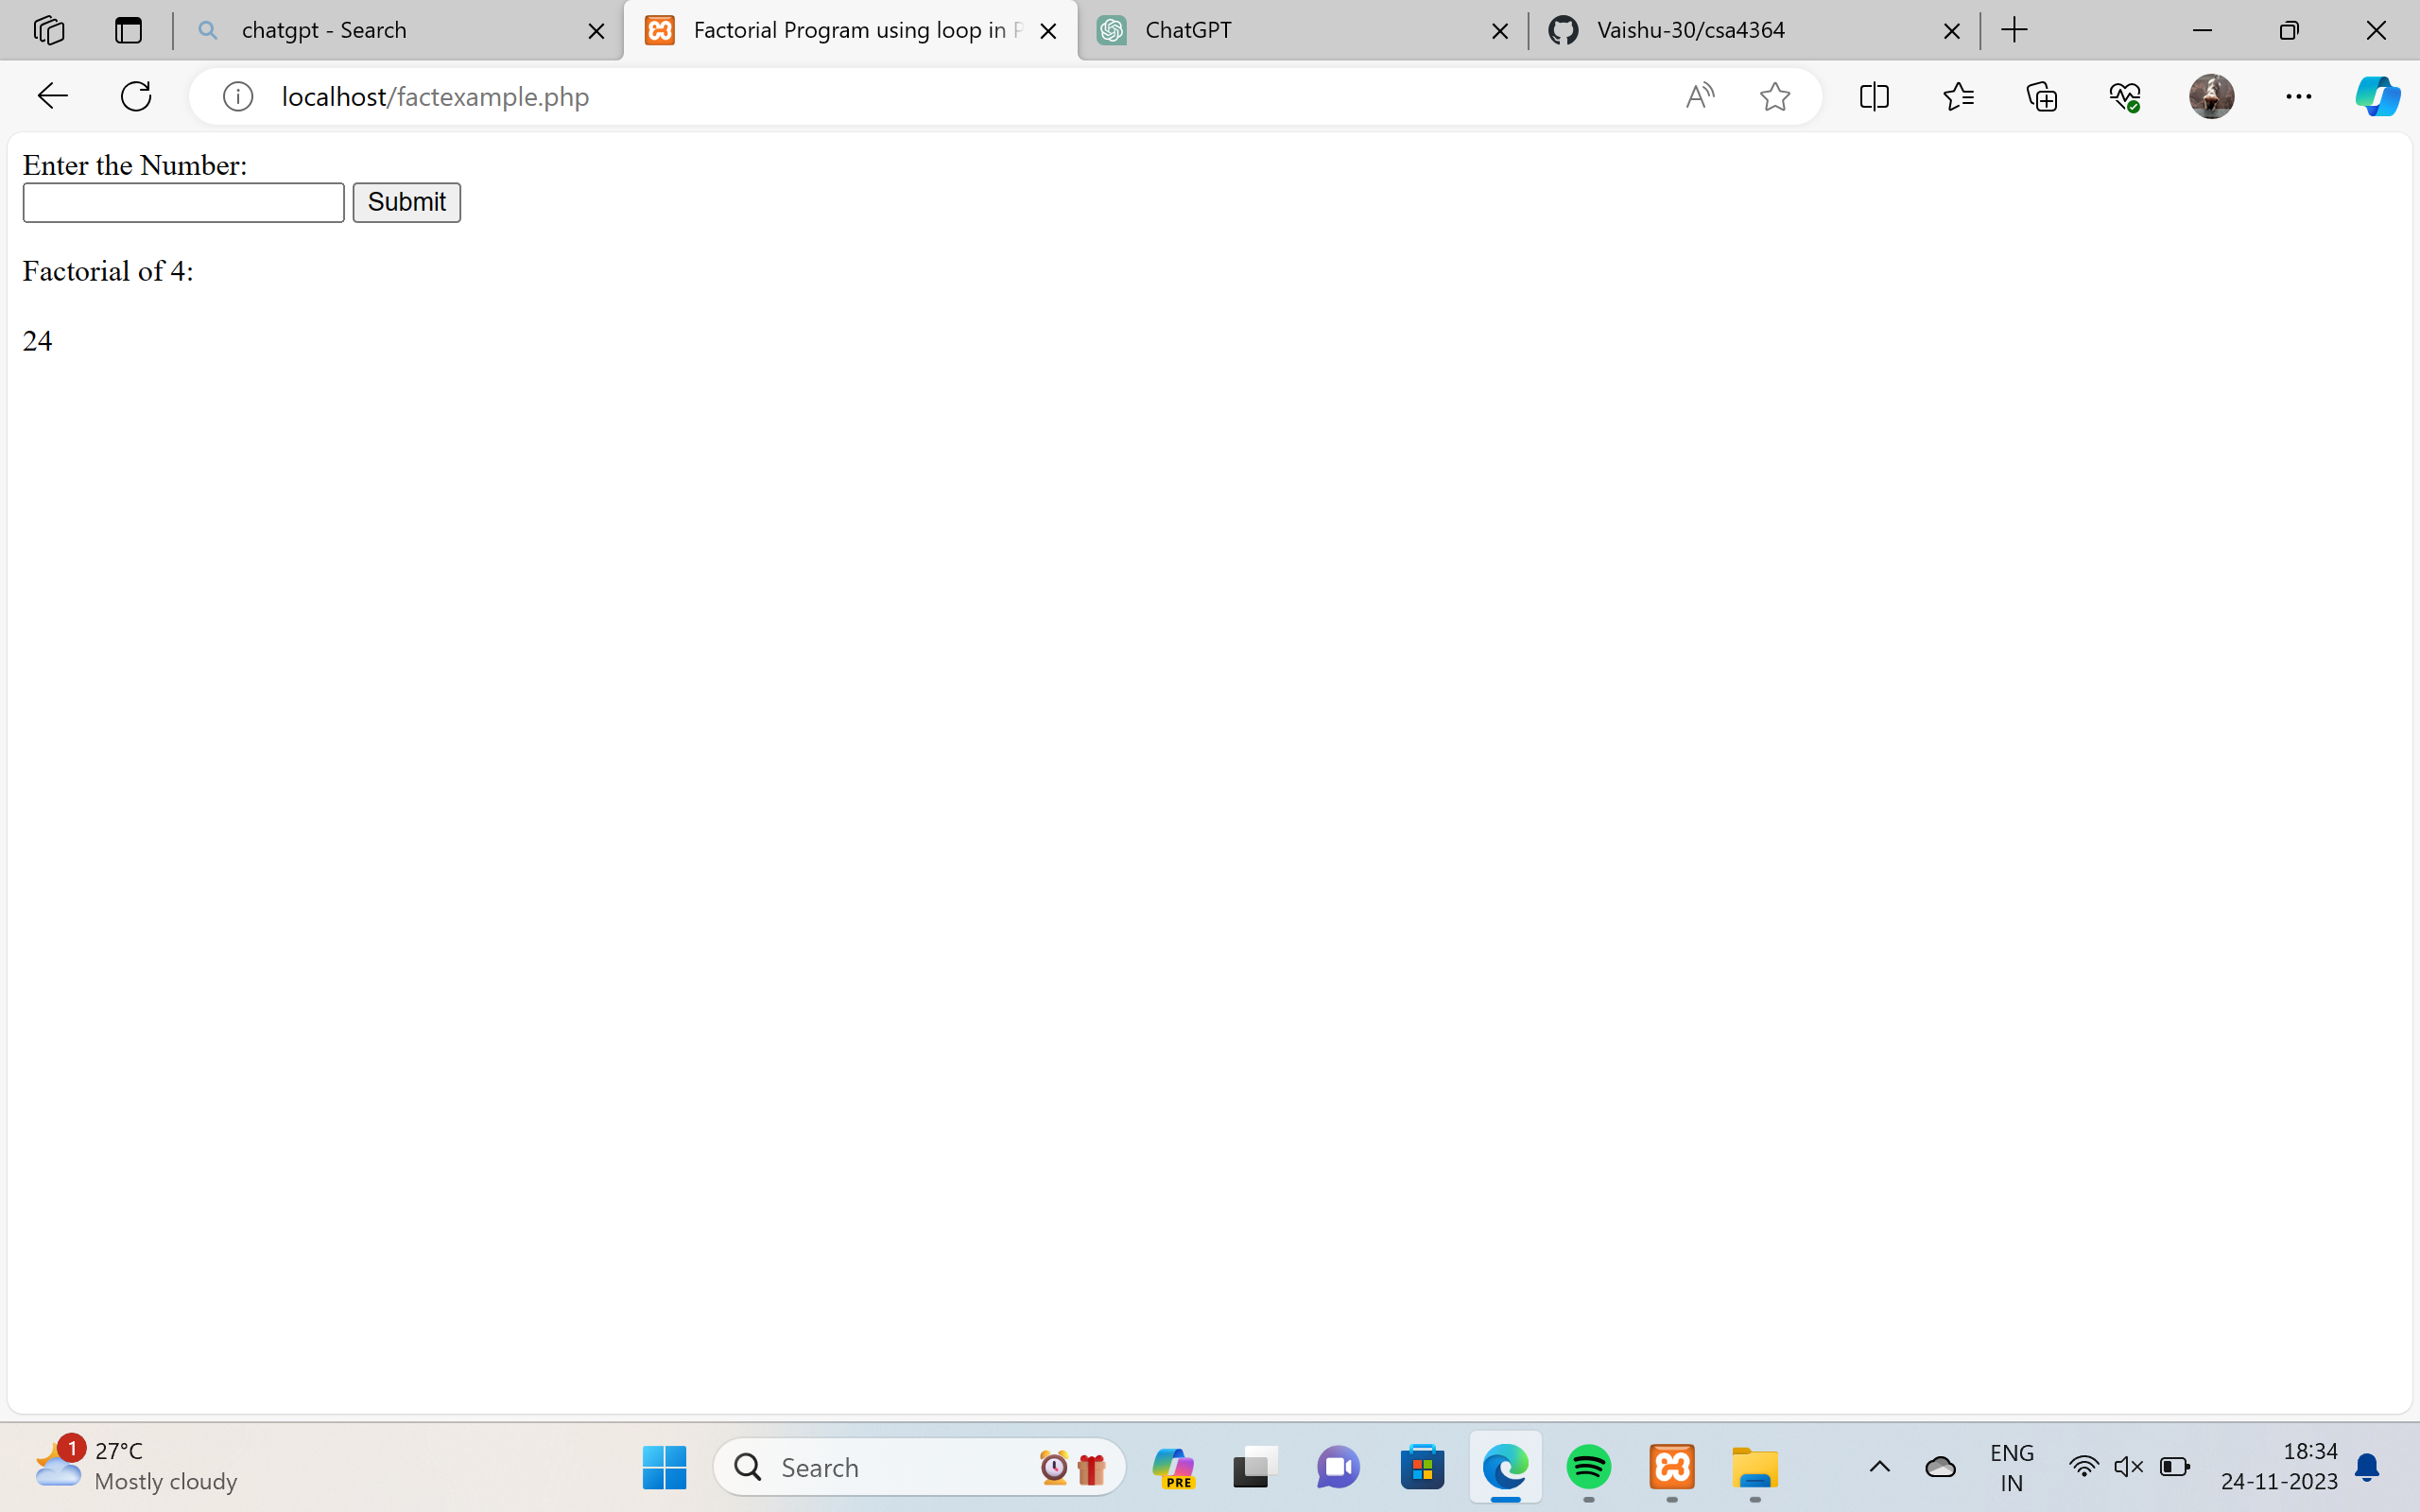 chatgpt - Search
Factorial Program using loop in P
ChatGPT
Vaishu-30/csa4364
localhost/factexample.php
Enter the Number:
Submit
Factorial of 4:
24
1
27°C
Mostly cloudy
Search
PRE
ENG
IN
18:34
24-11-2023